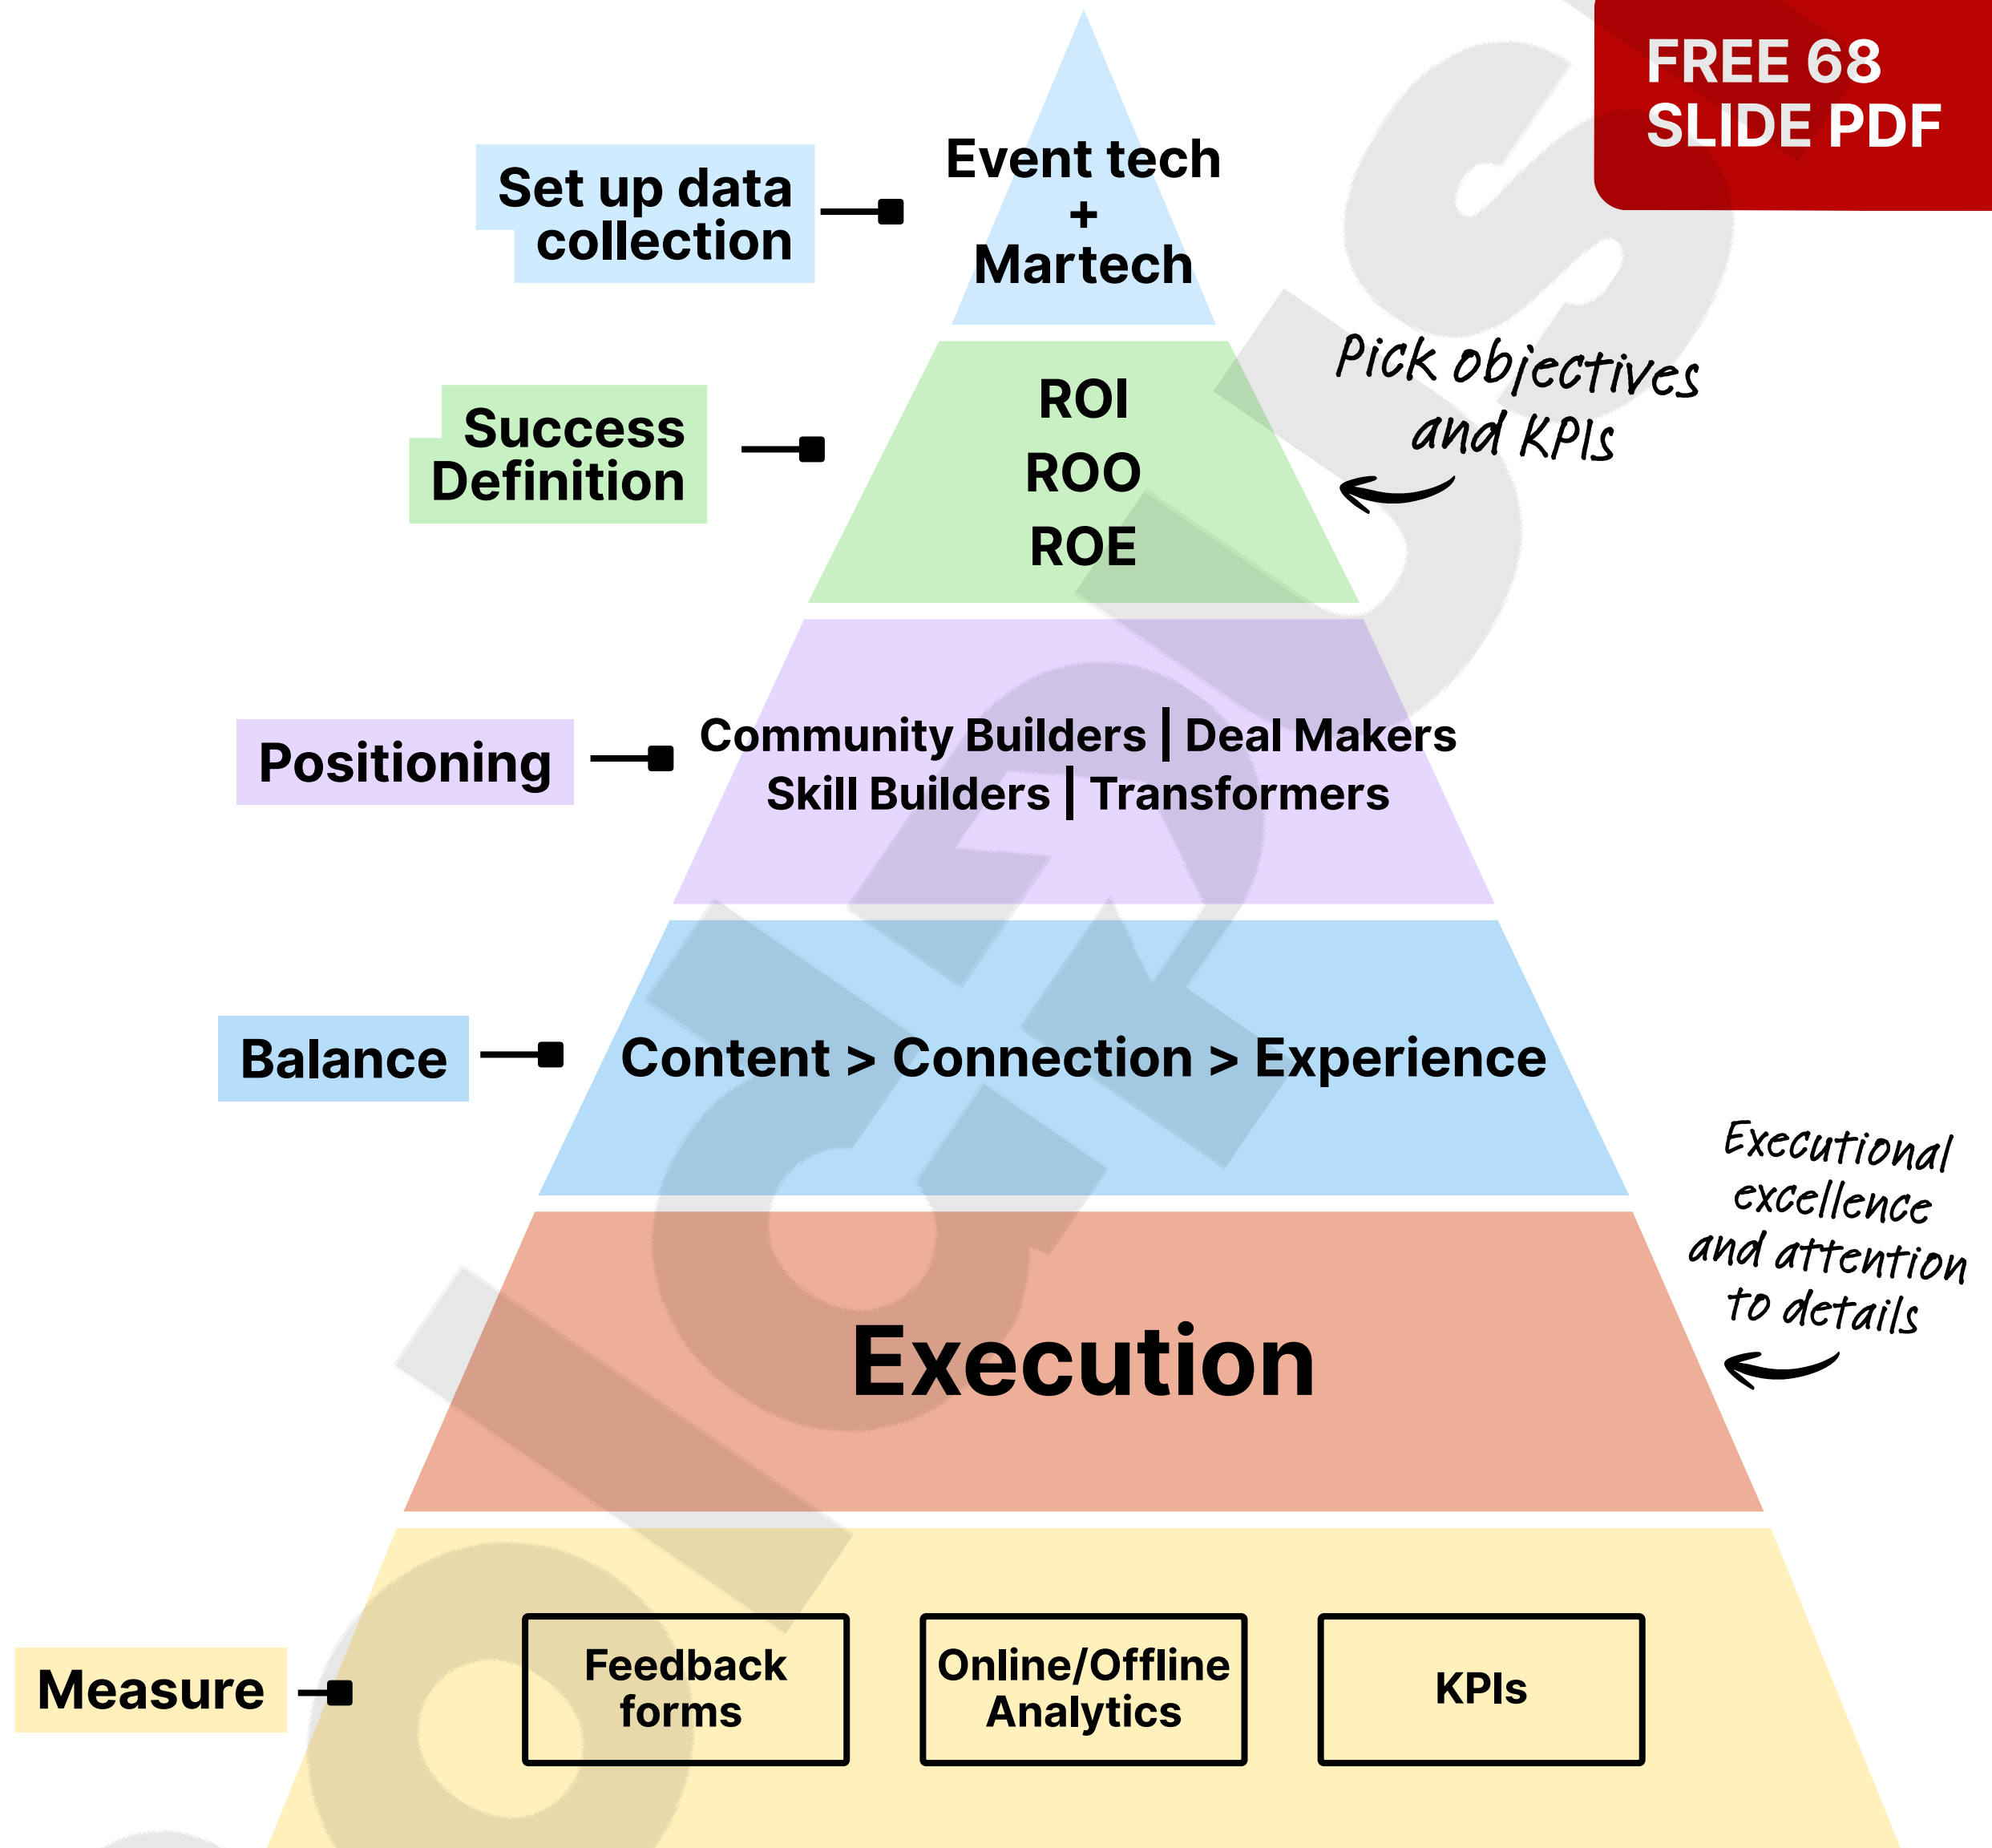 FREE 68
SLIDE PDF
Set up data
collection
Event tech
+
Martech
Success
Definition
ROI
ROO
ROE
Pick objectives
and KPIs
Positioning
Community Builders | Deal Makers
Skill Builders | Transformers
Balance
Content > Connection > Experience
Executional
excellence
and attention
to details
Execution
Measure
Feedback
forms
Online/Offline
Analytics
KPIs